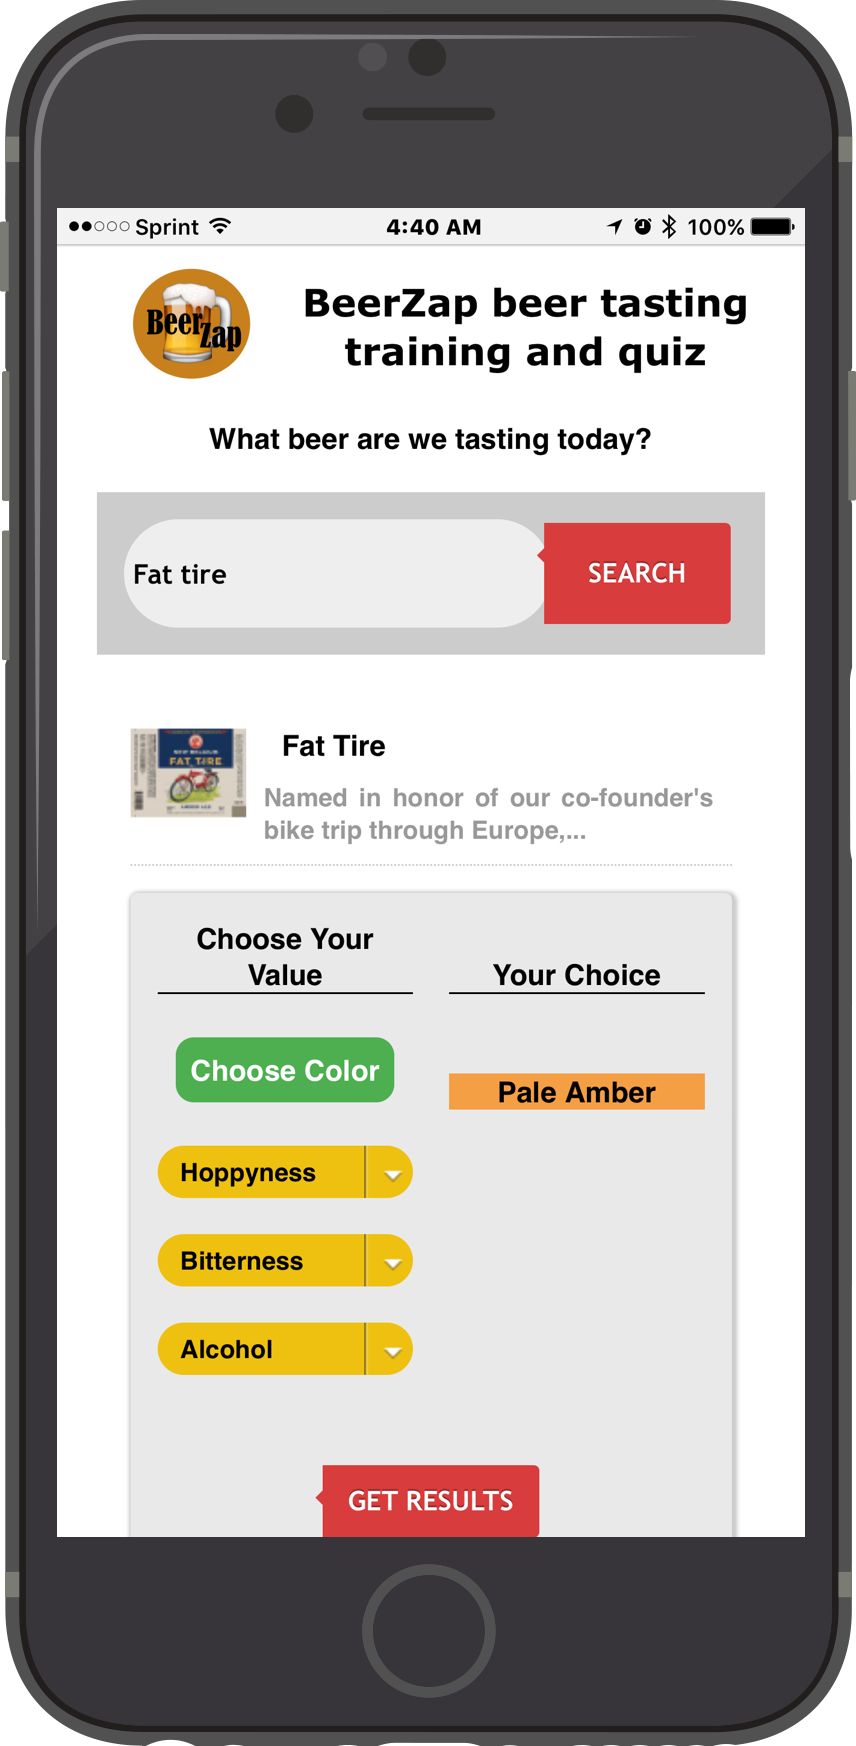 Sprint 4:40 AM 100%
Beer
Zap
BeerZap beer tasting
training and quiz
What beer are we tasting today?
Fat tire
SEARCH
NEW BELGIUM
FAT TIRE
Fat Tire
Named in honor of our co-founder's
bike trip through Europe,...
Choose Your
Value
Your Choice
Choose Color
Pale Amber
Hoppyness
Bitterness
Alcohol
GET RESULTS